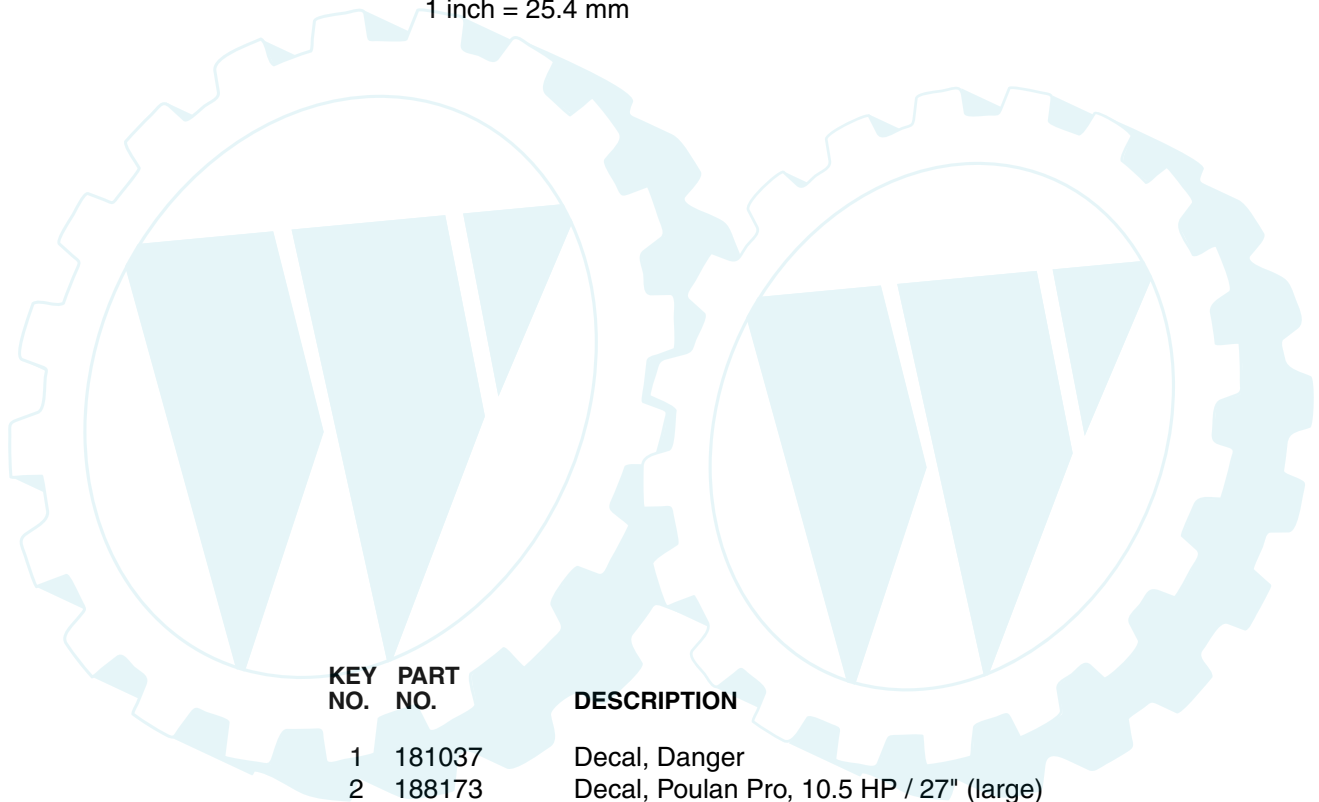 1 inch = 25.4 mm
KEY PART
NO. NO. DESCRIPTION
1 181037 Decal, Danger
2 188173 Decal, Poulan Pro, 10.5 HP / 27" (large)